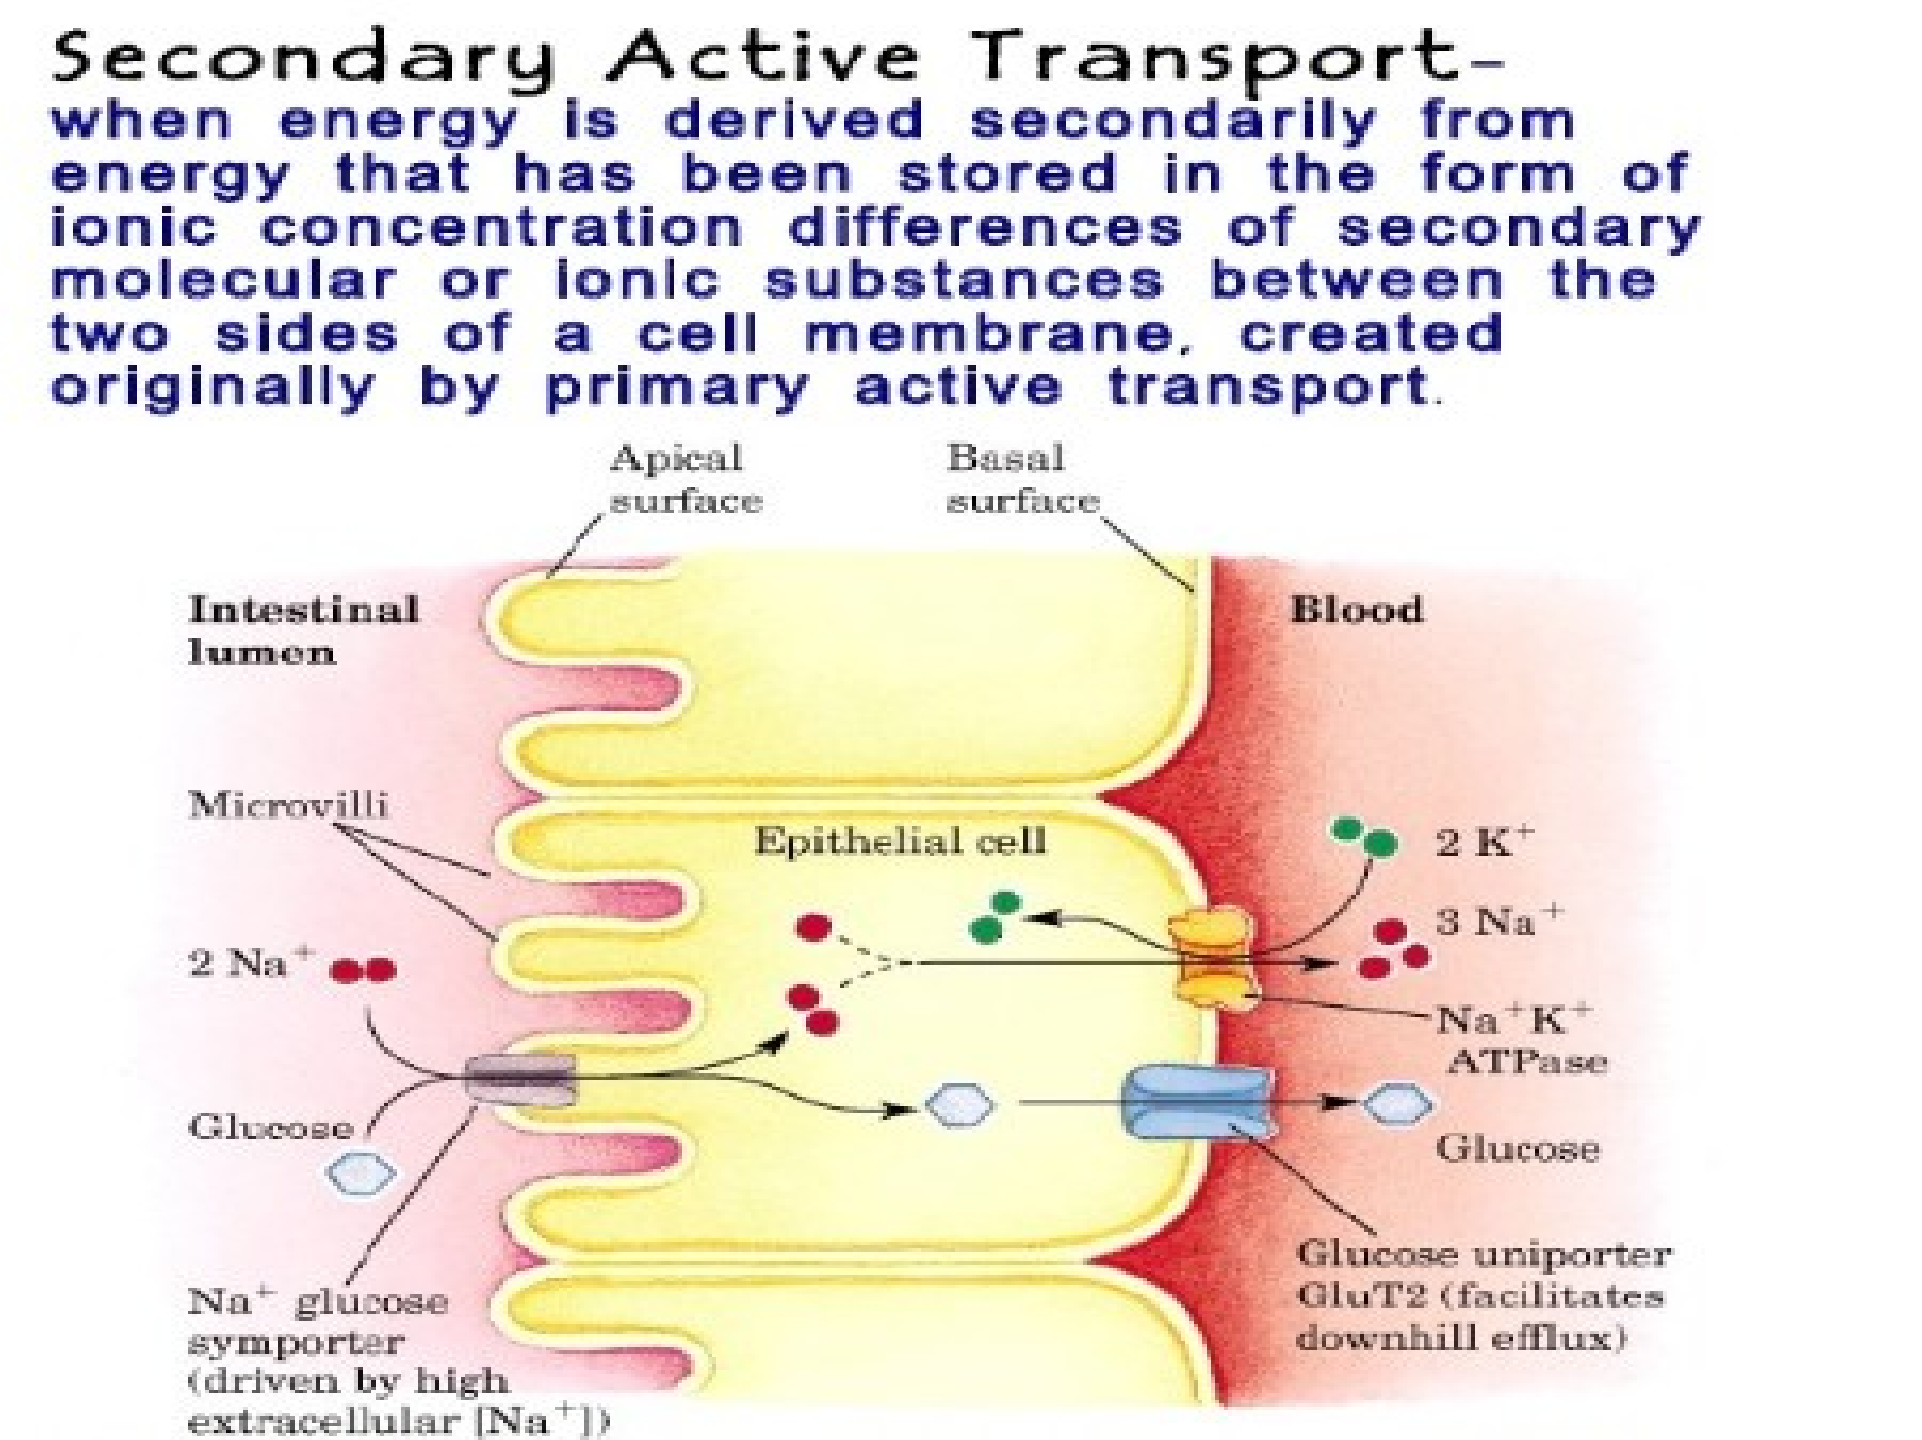 Secondary Active Transport-
when energy is derived secondarily from
energy that has been stored in the form of
ionic concentration differences of secondary
molecular or ionic substances between the
two sides of a cell membrane, created
originally by primary active transport.
Apical
surface
Basal
surface
Intestinal
lumen
Blood
Microvilli
Epithelial cell
2 K⁺
3 Na⁺
2 Na⁺
Na⁺K⁺
ATPase
Glucose
Glucose
Na⁺ glucose
symporter
(driven by high
extracellular [Na⁺])
Glucose uniporter
GluT2 (facilitates
downhill efflux)